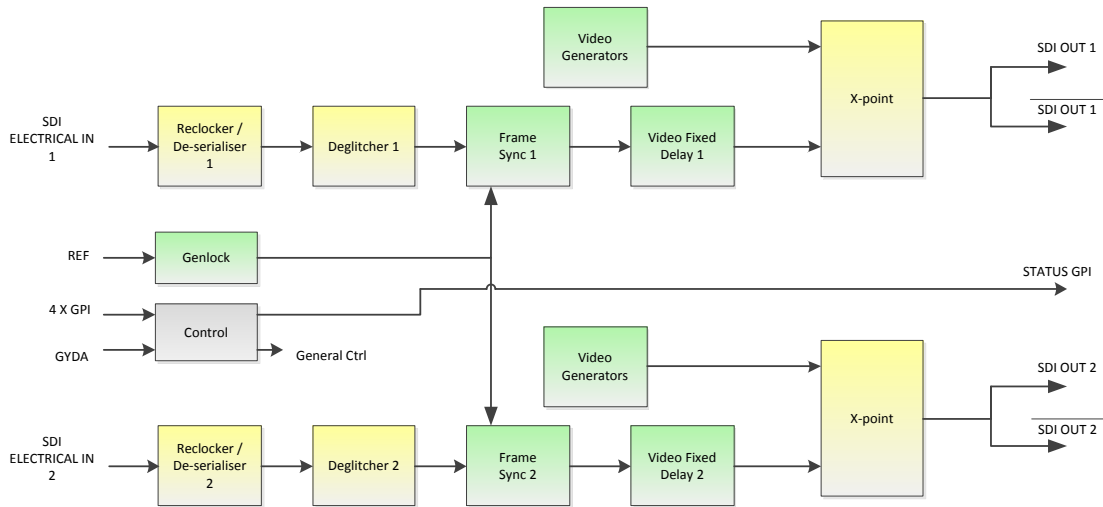 Video
Generators
SDI OUT 1
X-point
SDI OUT 1
SDI
ELECTRICAL IN
1
Reclocker /
De-serialiser
1
Deglitcher 1
Frame
Sync 1
Video Fixed
Delay 1
REF
Genlock
STATUS GPI
4 X GPI
Control
GYDA
General Ctrl
Video
Generators
SDI OUT 2
X-point
SDI OUT 2
SDI
ELECTRICAL IN
2
Reclocker /
De-serialiser
2
Deglitcher 2
Frame
Sync 2
Video Fixed
Delay 2